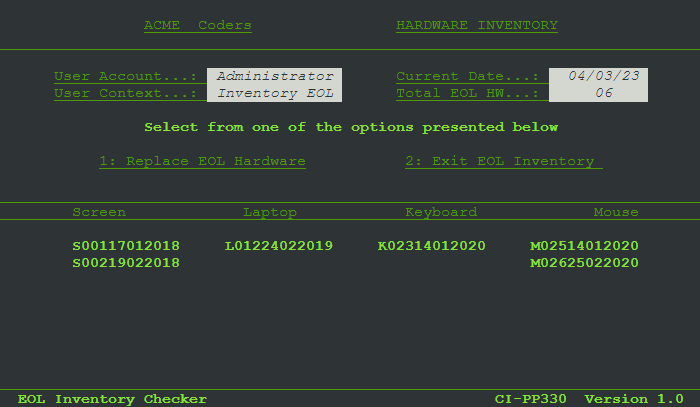 ACME  Coders HARDWARE INVENTORY
User Account...: Administrator Current Date...: 04/03/23
User Context...: Inventory EOL Total EOL HW...: 06
Select from one of the options presented below
1: Replace EOL Hardware 2: Exit EOL Inventory
Screen Laptop Keyboard Mouse
S00117012018 L01224022019 K02314012020 M02514012020
S00219022018 M02625022020
EOL Inventory Checker CI-PP330  Version 1.0